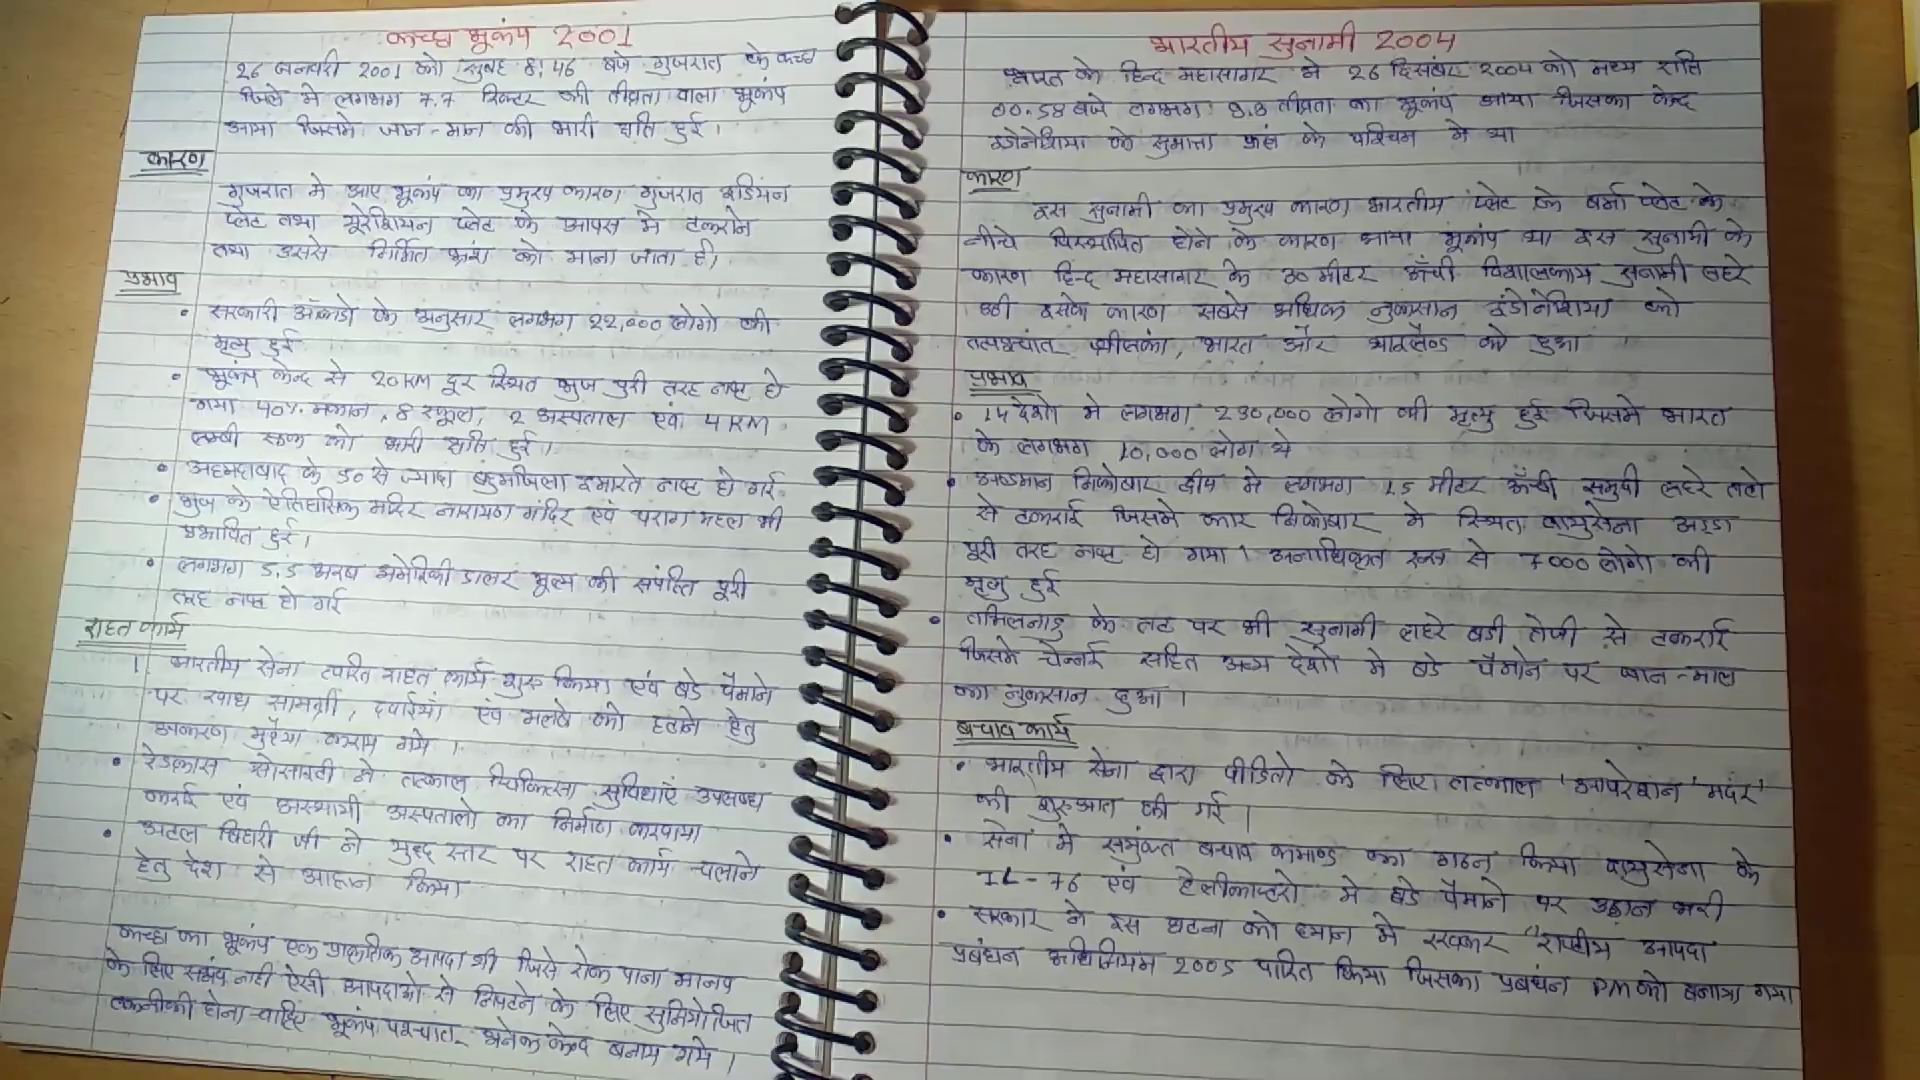 कच्छ भूकंप 2001
26 जनवरी 2001 को सुबह 8:46 बजे गुजरात के कच्छ
जिले मे लगभग 7.7 रिक्टर की तीव्रता वाला भूकंप
आया जिसमे जान-मान की भारी क्षति हुई।
कारण
गुजरात मे आए भूकंप का प्रमुख कारण गुजरात इंडियन
प्लेट तथा यूरेशियन प्लेट के आपस मे टकराने
तथा उससे निर्मित भ्रंश को माना जाता है।
प्रभाव
• सरकारी आँकडो के अनुसार लगभग 22,000 लोगो की
मृत्यु हुई
• भूकंप केन्द्र से 20KM दूर स्थित भुज पुरी तरह नष्ट हो
गया 40% मकान, 8 स्कूल, 2 अस्पताल एवं 4 KM
लम्बी सडक को भारी क्षति हुई।
• अहमदाबाद के 50 से ज्यादा बहुमंजिला इमारते नष्ट हो गई
• भुज के ऐतिहासिक मंदिर नारायण मंदिर एवं पराग महल भी
प्रभावित हुई।
• लगभग 5.5 अरब अमेरिकी डालर मूल्य की संपत्ति पूरी
तरह नष्ट हो गई
राहत कार्य
1. भारतीय सेना त्वरित राहत कार्य शुरु किया एवं बडे पैमाने
पर खाद्य सामग्री, दवाईयाँ एवं मलबे को हटाने हेतु
उपकरण मुहैया कराए गये।
• रेडक्रास सोसायटी ने तत्काल चिकित्सा सुविधाएँ उपलब्ध
कराई एवं अस्थायी अस्पतालो का निर्माण करवाया
• अटल बिहारी जी ने युद्ध स्तर पर राहत कार्य चलाने
हेतु देश से आहान किया
कच्छ का भूकंप एक प्राकृतिक आपदा थी जिसे रोक पाना मानव
के लिए संभव नही ऐसी आपदाओ से निपटने के लिए सुनियोजित
तकनीकी होना चाहिए भूकंप पश्चात अनेक केन्द्र बनाय गये।
भारतीय सुनामी 2004
भारत के हिन्द महासागर मे 26 दिसंबर 2004 को मध्य रात्रि
00.58 बजे लगभग 9.3 तीव्रता का भूकंप आया जिसका केन्द्र
इंडोनेशिया के सुमात्रा के पश्चिम मे था
कारण
इस सुनामी का प्रमुख कारण भारतीय प्लेट के बर्मा प्लेट के
नीचे विस्थापित होने के कारण आया भूकंप था इस सुनामी के
कारण हिन्द महासागर के 30 मीटर ऊँची विशालकाय सुनामी लहरे
उठी इसके कारण सबसे अधिक नुकसान इंडोनेशिया को
तत्पश्चात श्रीलंका, भारत और थाईलैण्ड को हुआ
प्रभाव
• 14 देशो मे लगभग 230,000 लोगो की मृत्यु हुई जिसमे भारत
के लगभग 10,000 लोग थे
• अण्डमान निकोबार द्वीप मे लगभग 15 मीटर ऊँची समुद्री लहरे तटो
से टकराई जिसमे कार निकोबार मे स्थित वायुसेना अड्डा
पूरी तरह नष्ट हो गया। अनाधिकृत रूप से 7000 लोगो की
मृत्यु हुई
• तमिलनाडु के तट पर भी सुनामी लहरे बडी तेजी से टकराई
जिसमे चेन्नई सहित अन्य देशो मे बडे पैमाने पर जान-माल
का नुकसान हुआ।
बचाव कार्य
• भारतीय सेना द्वारा पीडितो के लिए तत्काल 'आपरेशन' मदद'
की शुरुआत की गई।
• सेना मे संयुक्त बचाव कमाण्ड का गठन किया वायुसेना के
IL-76 एवं हेलीकाप्टरो मे बडे पैमाने पर उड़ान भरी
• सरकार ने इस घटना को ध्यान मे रखकर "राष्ट्रीय आपदा
प्रबंधन अधिनियम 2005 पारित किया जिसका प्रबंधन PM को बनाया गया